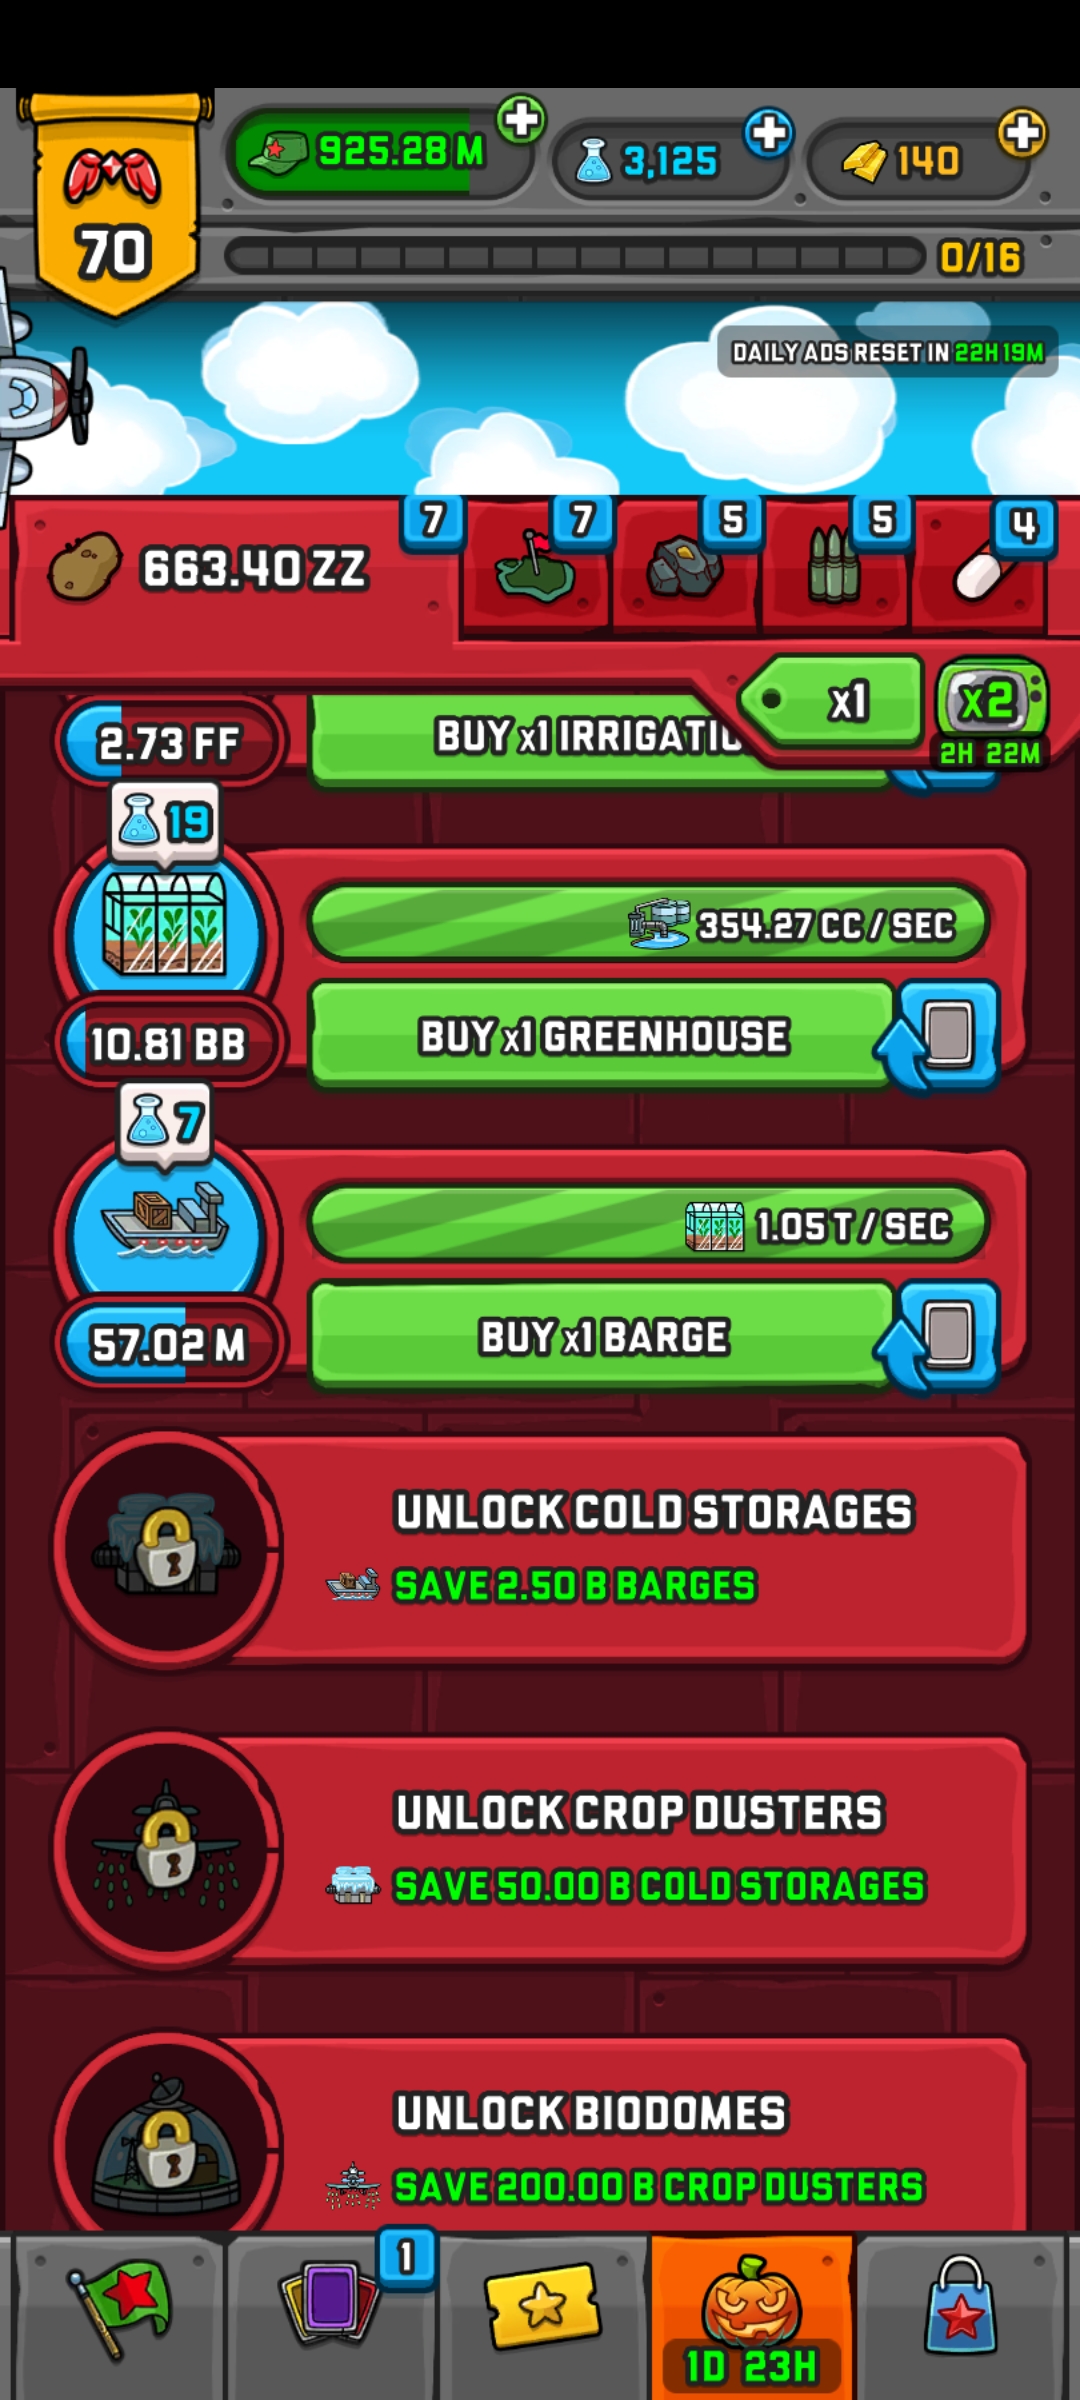 925.28 M
3,125
140
70
0/16
DAILY ADS RESET IN 22H 19M
663.40 ZZ
7
7
5
5
4
x1
x2
2H 22M
2.73 FF
BUY x1 IRRIGATIO
19
354.27 CC / SEC
10.81 BB
BUY x1 GREENHOUSE
7
1.05 T / SEC
57.02 M
BUY x1 BARGE
UNLOCK COLD STORAGES
SAVE 2.50 B BARGES
UNLOCK CROP DUSTERS
SAVE 50.00 B COLD STORAGES
UNLOCK BIODOMES
SAVE 200.00 B CROP DUSTERS
1
1D 23H